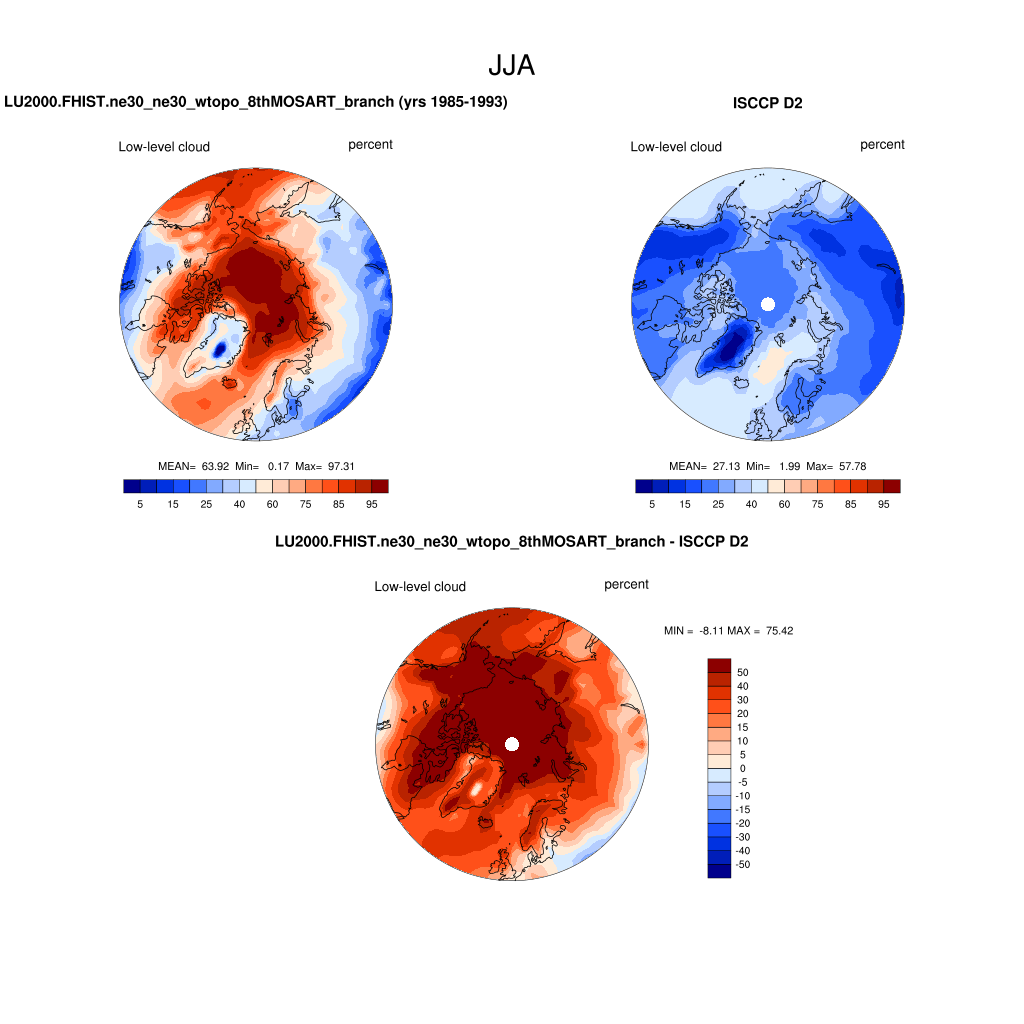 JJA
LU2000.FHIST.ne30_ne30_wtopo_8thMOSART_branch (yrs 1985-1993)
ISCCP D2
Low-level cloud percent
Low-level cloud percent
MEAN= 63.92 Min= 0.17 Max= 97.31
MEAN= 27.13 Min= 1.99 Max= 57.78
5 15 25 40 60 75 85 95
5 15 25 40 60 75 85 95
LU2000.FHIST.ne30_ne30_wtopo_8thMOSART_branch - ISCCP D2
Low-level cloud percent
MIN = -8.11 MAX = 75.42
50
40
30
20
15
10
5
0
-5
-10
-15
-20
-30
-40
-50